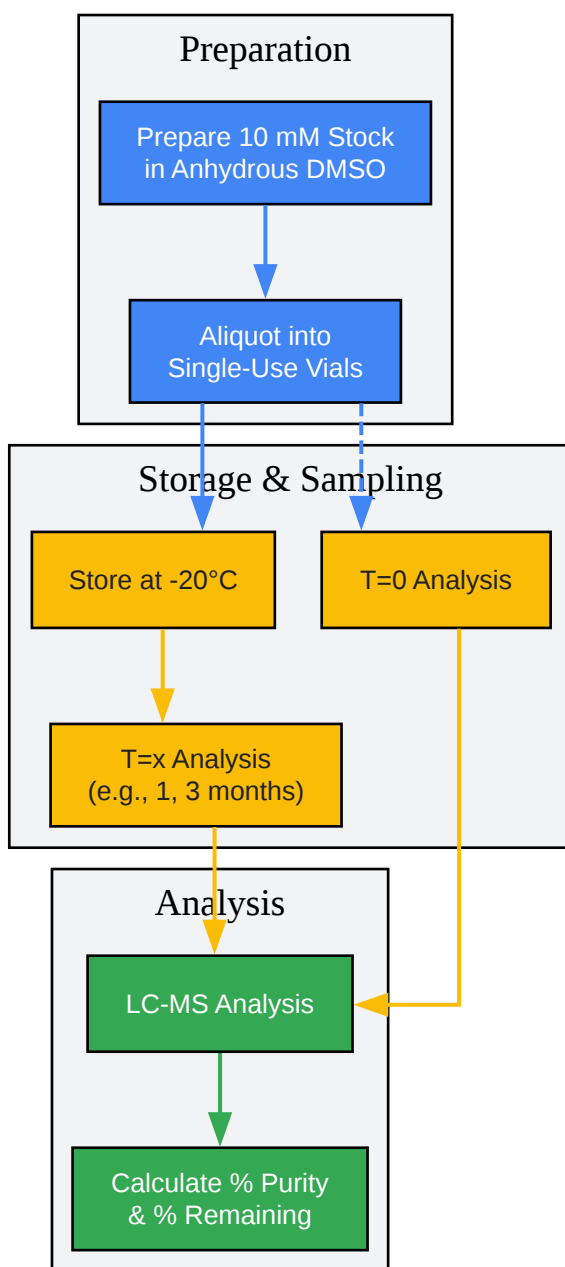 Preparation
Prepare 10 mM Stock
in Anhydrous DMSO
Aliquot into
Single-Use Vials
Storage & Sampling
Store at -20°C
T=0 Analysis
T=x Analysis
(e.g., 1, 3 months)
Analysis
LC-MS Analysis
Calculate % Purity
& % Remaining